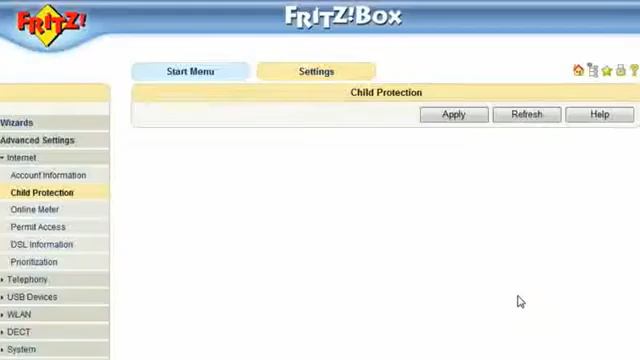 FRITZ!
FRITZ!BOX
Start Menu
Settings
Child Protection
Apply
Refresh
Help
Wizards
Advanced Settings
Internet
Account Information
Child Protection
Online Meter
Permit Access
DSL Information
Prioritization
Telephony
USB Devices
WLAN
DECT
System